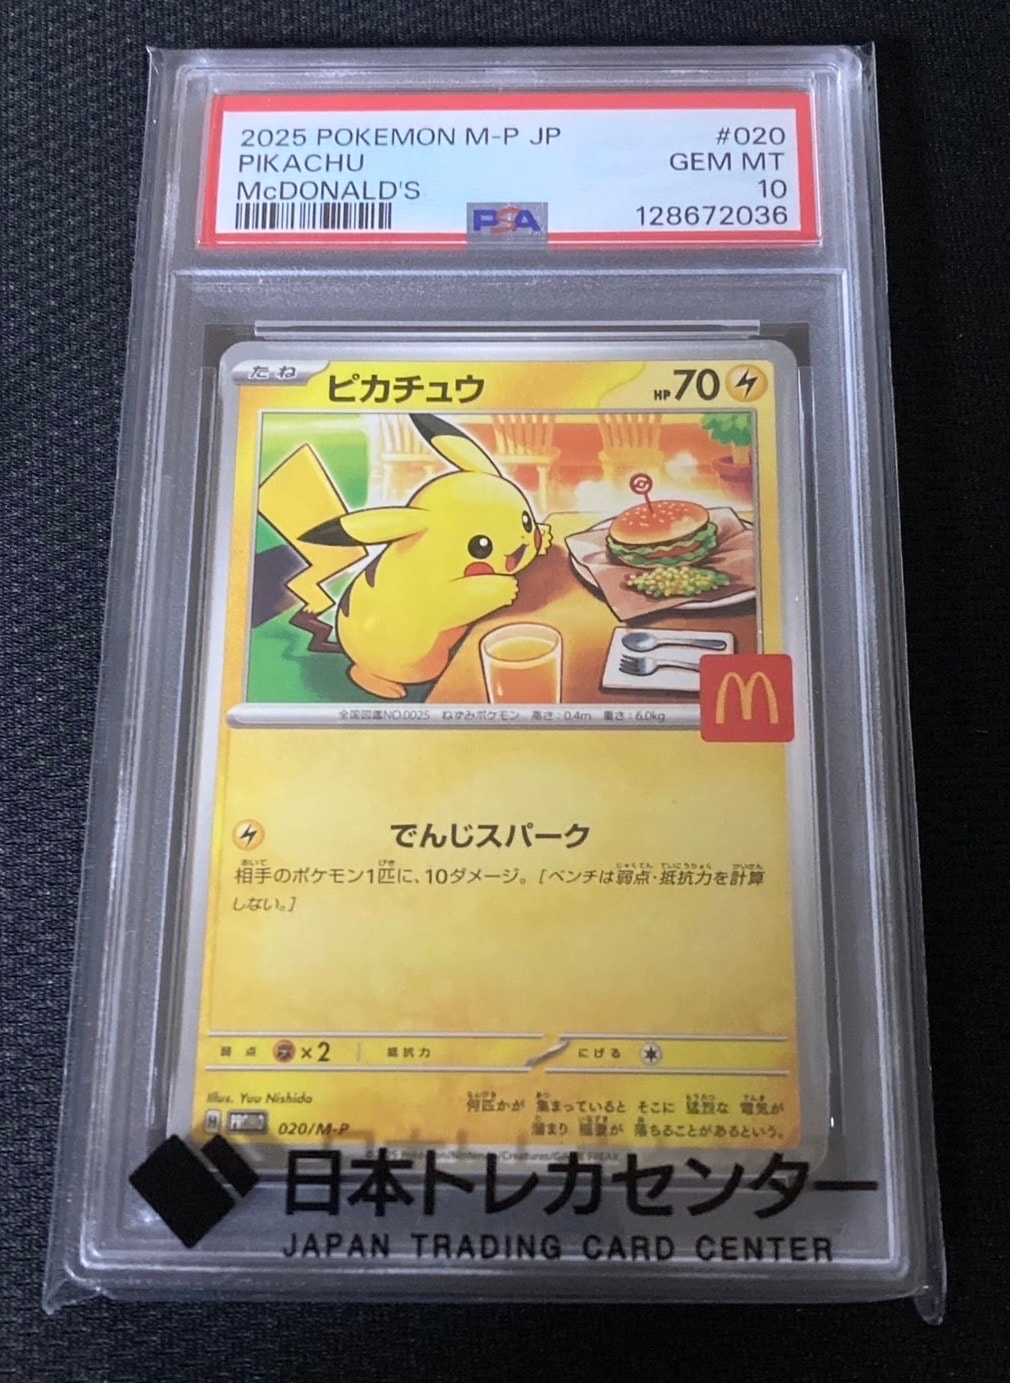 2025 POKEMON M-P JP #020
PIKACHU GEM MT
McDONALD'S 10
PSA 128672036
たね ピカチュウ HP70
全国図鑑NO.0025 ねずみポケモン 高さ:0.4m 重さ:6.0kg
でんじスパーク
相手のポケモン1匹に、10ダメージ。[ベンチは弱点・抵抗力を計算
しない。]
弱点 ×2 抵抗力 にげる
Illus. Yuu Nishida
何匹かが 集まっていると そこに 猛烈な 電気が
溜まり 稲妻が 落ちることがあるという。
020/M-P
日本トレカセンター
JAPAN TRADING CARD CENTER